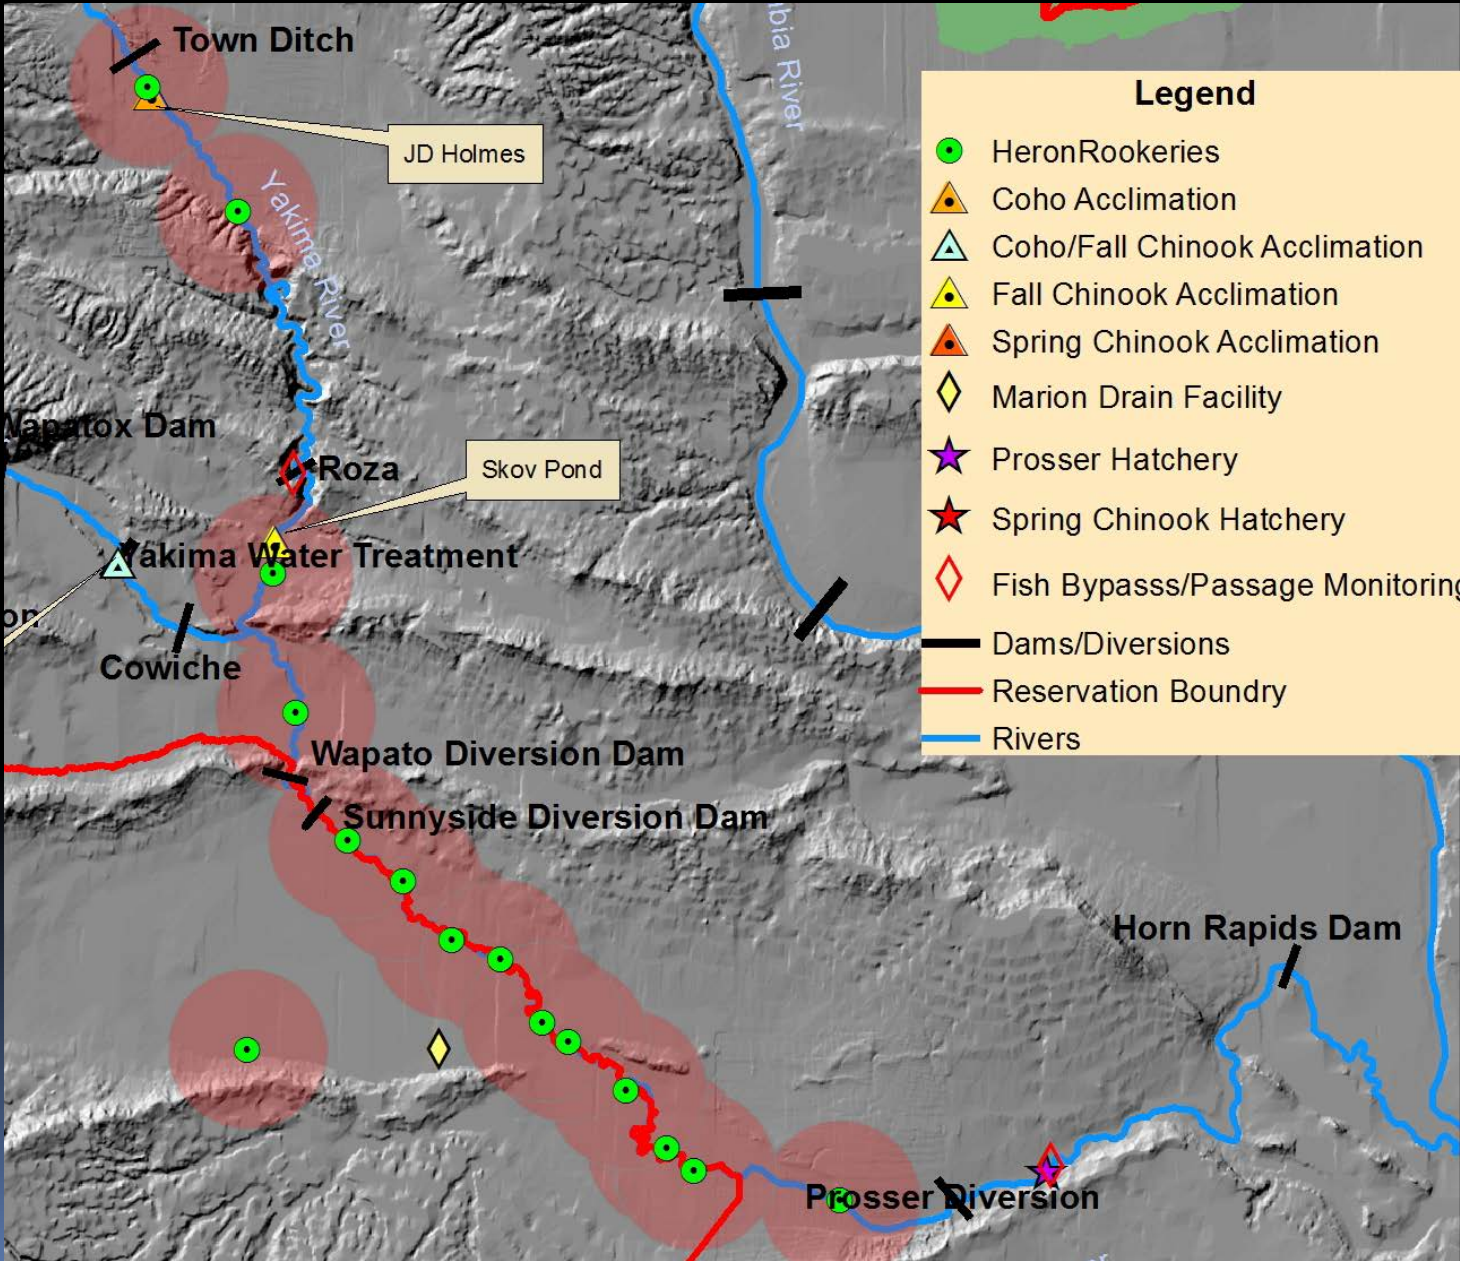 Town Ditch
bia River
JD Holmes
Yakima River
Wapatox Dam
Roza
Skov Pond
Yakima Water Treatment
on
Cowiche
Wapato Diversion Dam
Sunnyside Diversion Dam
Horn Rapids Dam
Prosser Diversion
Legend
HeronRookeries
Coho Acclimation
Coho/Fall Chinook Acclimation
Fall Chinook Acclimation
Spring Chinook Acclimation
Marion Drain Facility
Prosser Hatchery
Spring Chinook Hatchery
Fish Bypasss/Passage Monitoring
Dams/Diversions
Reservation Boundry
Rivers